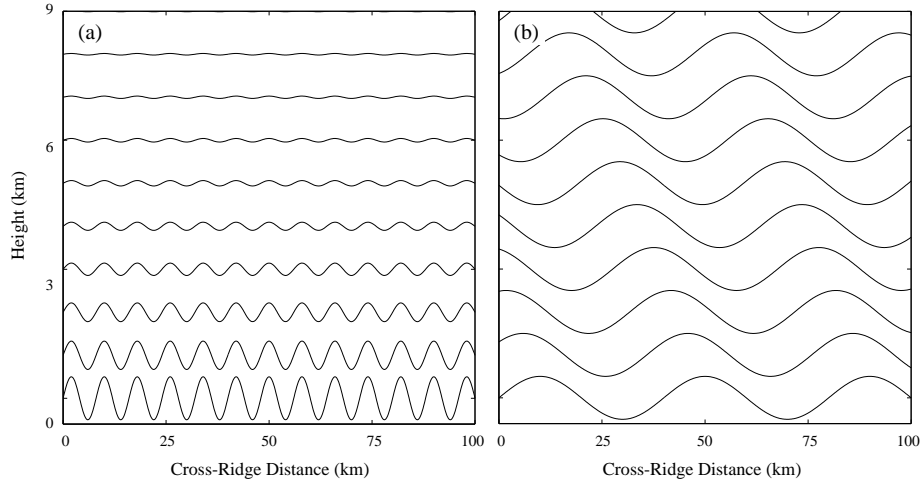 (a)
(b)
9
6
3
0
Height (km)
0 25 50 75 100
0 25 50 75 100
Cross-Ridge Distance (km)
Cross-Ridge Distance (km)